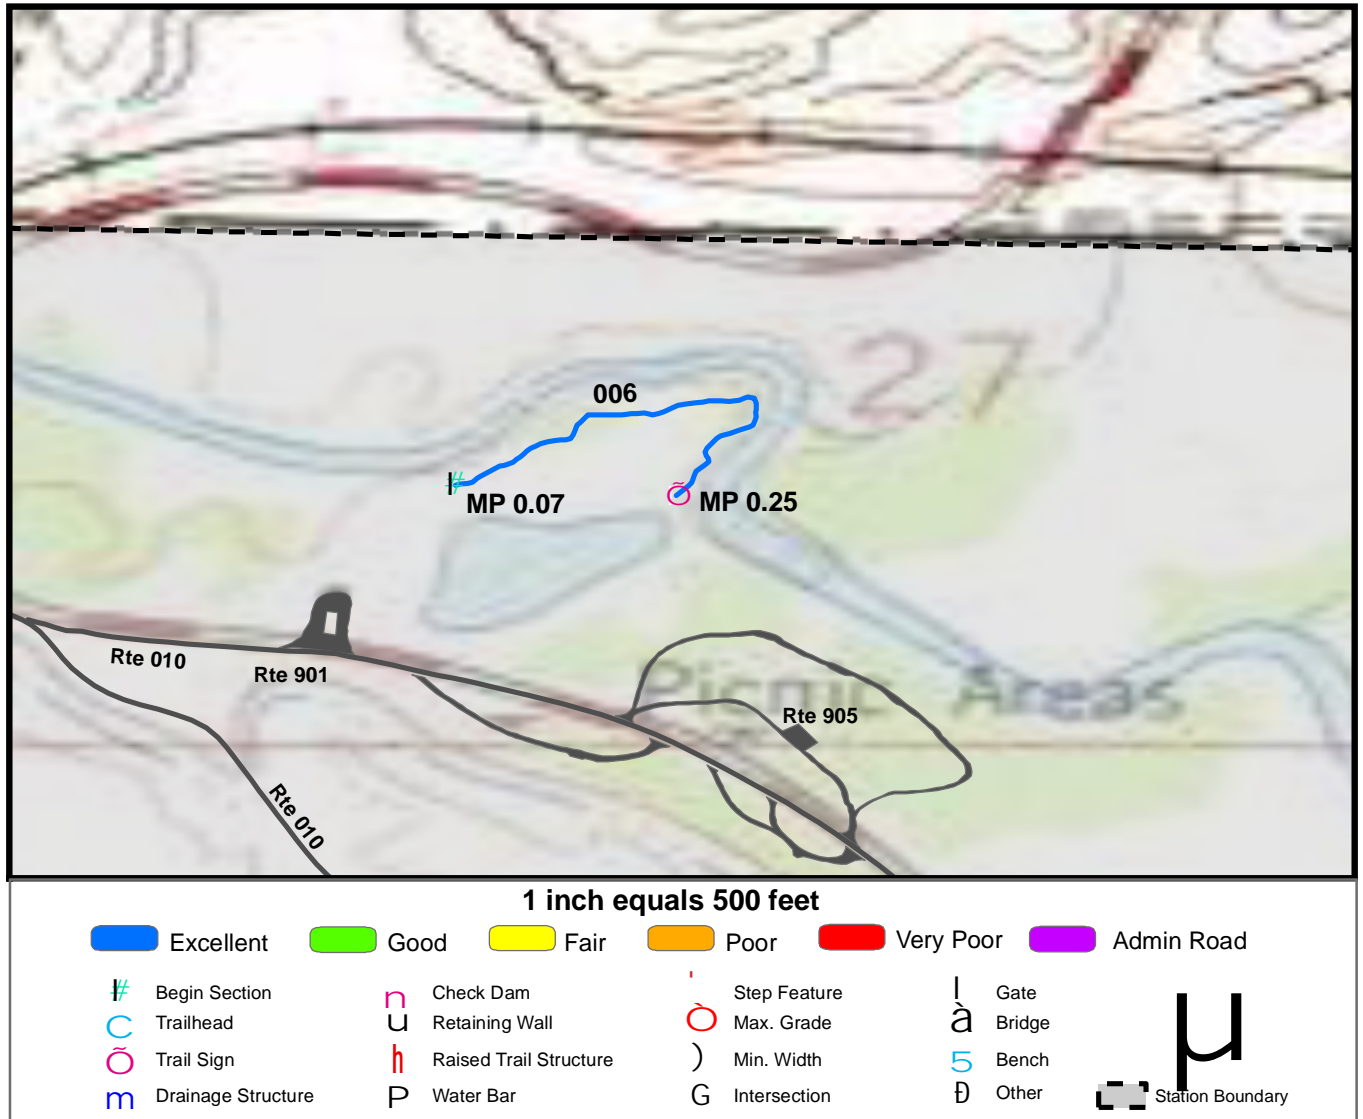 27
006
MP 0.07
MP 0.25
Rte 010
Rte 901
Picnic Areas
Rte 905
Rte 010
1 inch equals 500 feet
Excellent
Good
Fair
Poor
Very Poor
Admin Road
# Begin Section
n Check Dam
' Step Feature
l Gate
C Trailhead
u Retaining Wall
Ò Max. Grade
à Bridge
Õ Trail Sign
h Raised Trail Structure
) Min. Width
5 Bench
m Drainage Structure
P Water Bar
G Intersection
Ð Other
Station Boundary
µ